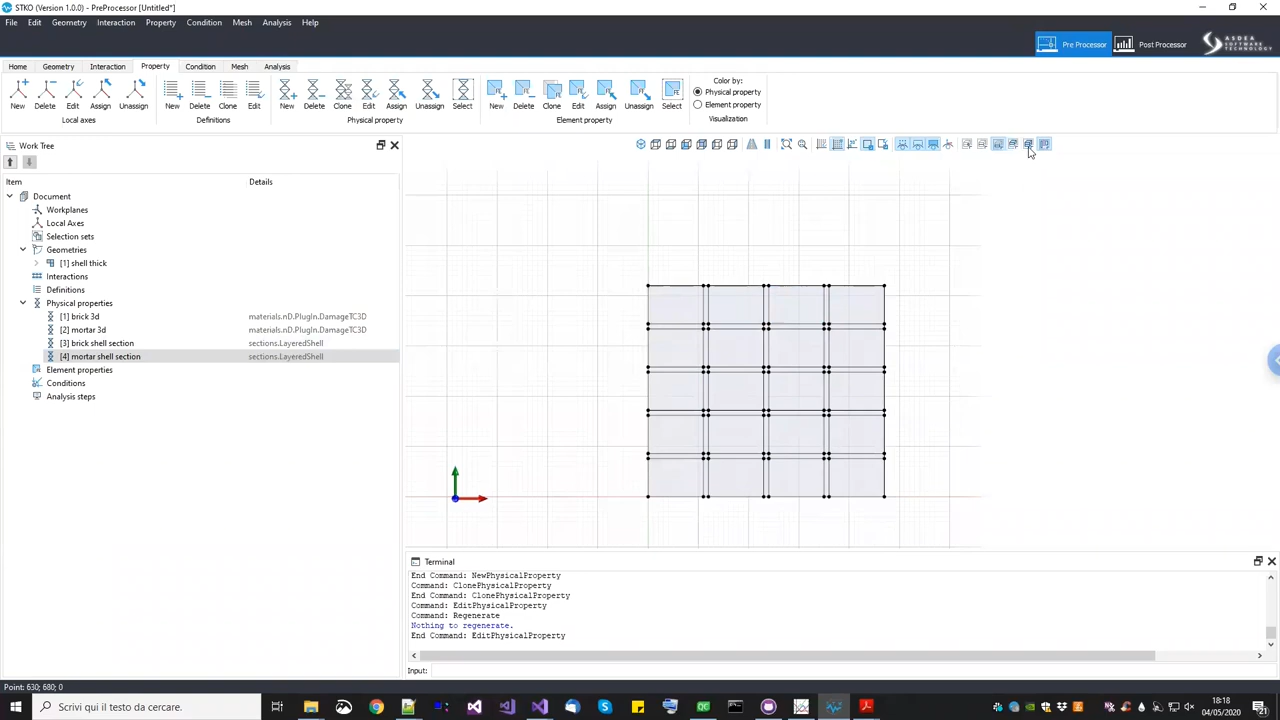 STKO (Version 1.0.0) - PreProcessor [Untitled*]
File Edit Geometry Interaction Property Condition Mesh Analysis Help
Pre Processor Post Processor ASDEA SOFTWARE TECHNOLOGY
Home Geometry Interaction Property Condition Mesh Analysis
Color by:
Physical property
Element property
New Delete Edit Assign Unassign New Delete Clone Edit New Delete Clone Edit Assign Unassign Select New Delete Clone Edit Assign Unassign Select
Local axes Definitions Physical property Element property Visualization
Work Tree
Item Details
Document
Workplanes
Local Axes
Selection sets
Geometries
[1] shell thick
Interactions
Definitions
Physical properties
[1] brick 3d materials.nD.PlugIn.DamageTC3D
[2] mortar 3d materials.nD.PlugIn.DamageTC3D
[3] brick shell section sections.LayeredShell
[4] mortar shell section sections.LayeredShell
Element properties
Conditions
Analysis steps
Terminal
End Command: NewPhysicalProperty
Command: ClonePhysicalProperty
End Command: ClonePhysicalProperty
Command: EditPhysicalProperty
Command: Regenerate
Nothing to regenerate.
End Command: EditPhysicalProperty
Input:
Point: 630; 680; 0
Scrivi qui il testo da cercare.
18:18
04/05/2020